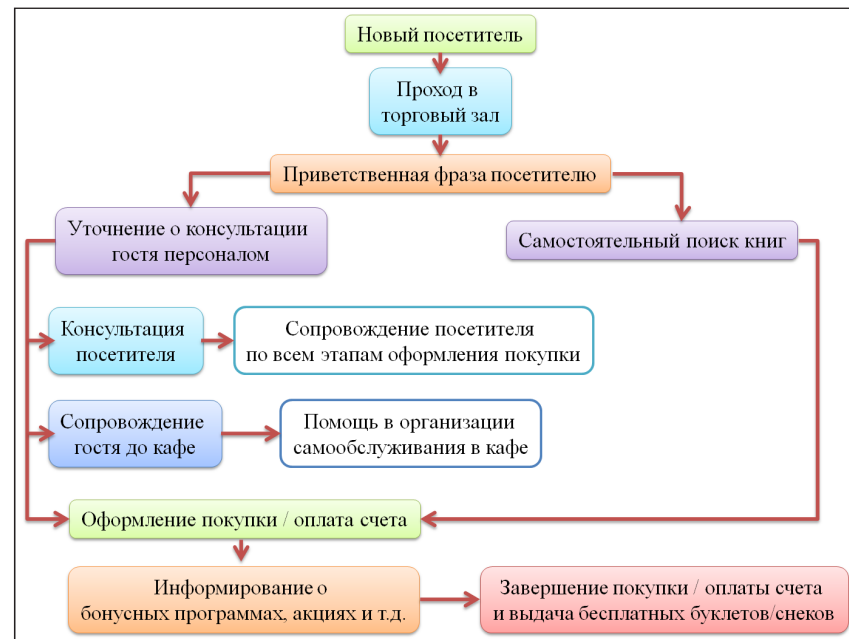 Новый посетитель
Проход в
торговый зал
Приветственная фраза посетителю
Уточнение о консультации
гостя персоналом
Самостоятельный поиск книг
Консультация
посетителя
Сопровождение посетителя
по всем этапам оформления покупки
Сопровождение
гостя до кафе
Помощь в организации
самообслуживания в кафе
Оформление покупки / оплата счета
Информирование о
бонусных программах, акциях и т.д.
Завершение покупки / оплаты счета
и выдача бесплатных буклетов/снеков